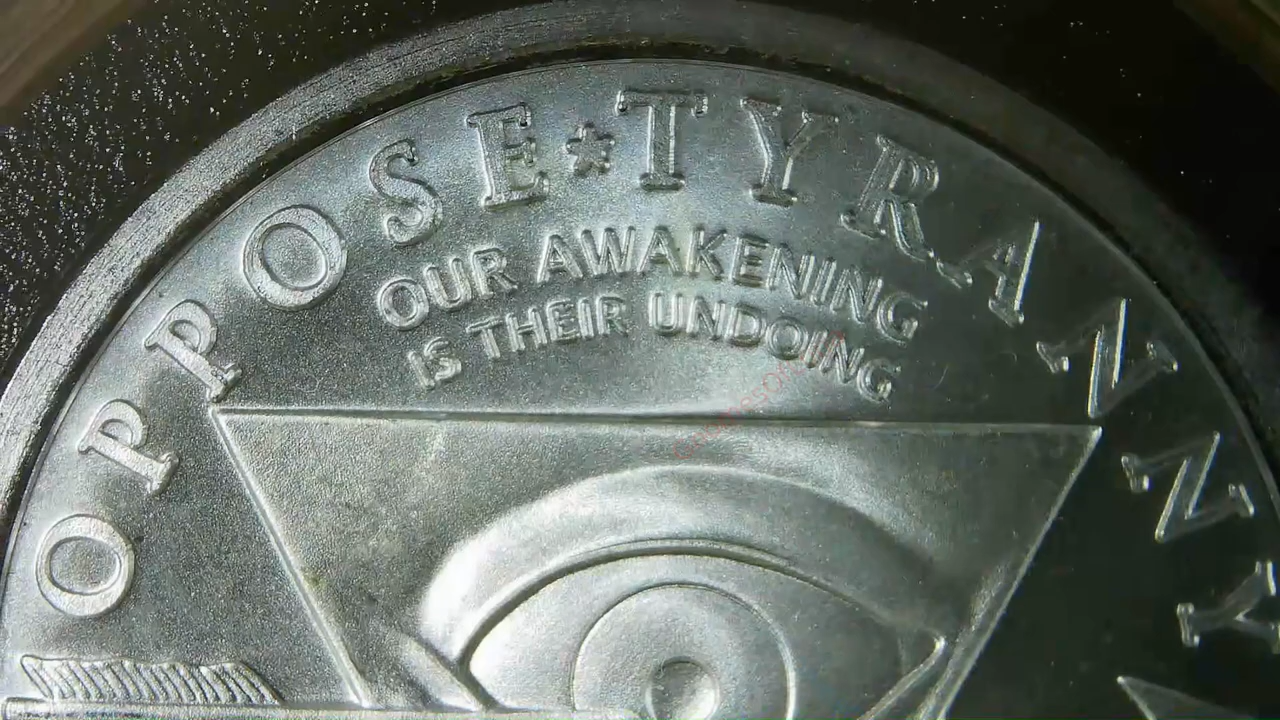 OPPOSE★TYRANNY
OUR AWAKENING
IS THEIR UNDOING